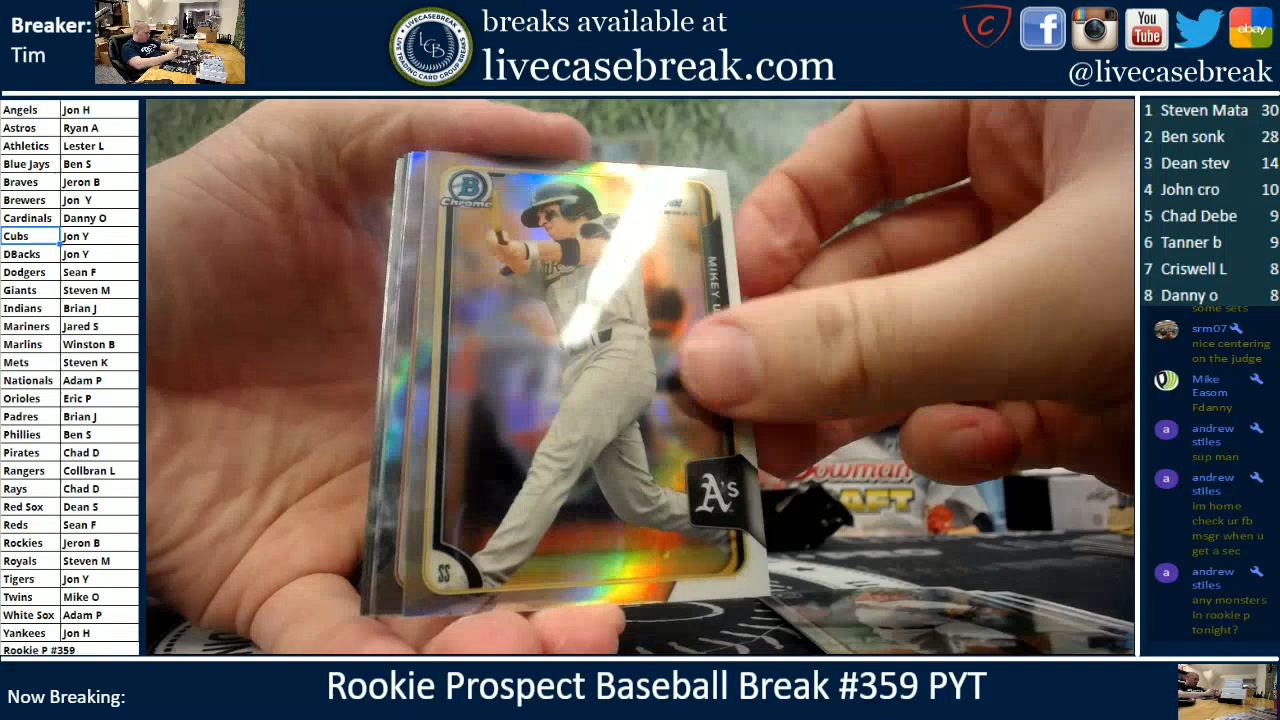 Breaker:
Tim
LCB
breaks available at
livecasebreak.com
You
Tube
ebay
@livecasebreak
Angels Jon H
Astros Ryan A
Athletics Lester L
Blue Jays Ben S
Braves Jeron B
Brewers Jon Y
Cardinals Danny O
Cubs Jon Y
DBacks Jon Y
Dodgers Sean F
Giants Steven M
Indians Brian J
Mariners Jared S
Marlins Winston B
Mets Steven K
Nationals Adam P
Orioles Eric P
Padres Brian J
Phillies Ben S
Pirates Chad D
Rangers Collbran L
Rays Chad D
Red Sox Dean S
Reds Sean F
Rockies Jeron B
Royals Steven M
Tigers Jon Y
Twins Mike O
White Sox Adam P
Yankees Jon H
Rookie P #359
B
Chrome
MIKEY
A's
SS
Bowman
DRAFT
1 Steven Mata 30
2 Ben sonk 28
3 Dean stev 14
4 John cro 10
5 Chad Debe 9
6 Tanner b 9
7 Criswell L 8
8 Danny o 8
some sets
srm07
nice centering
on the judge
Mike
Easom
Fdanny
a andrew
stiles
sup man
a andrew
stiles
im home
check ur fb
msgr when u
get a sec
a andrew
stiles
any monsters
in rookie p
tonight?
Now Breaking:
Rookie Prospect Baseball Break #359 PYT